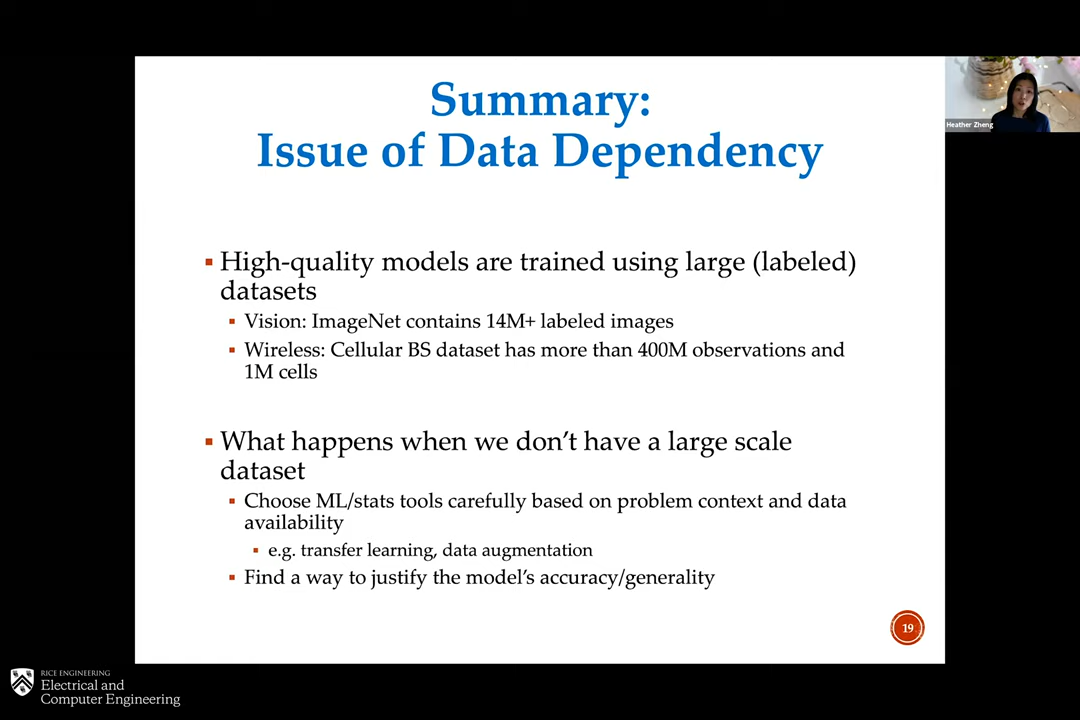 Summary:
Issue of Data Dependency
Heather Zheng
▪ High-quality models are trained using large (labeled)
datasets
▪ Vision: ImageNet contains 14M+ labeled images
▪ Wireless: Cellular BS dataset has more than 400M observations and
1M cells
▪ What happens when we don't have a large scale
dataset
▪ Choose ML/stats tools carefully based on problem context and data
availability
▪ e.g. transfer learning, data augmentation
▪ Find a way to justify the model's accuracy/generality
19
RICE ENGINEERING
Electrical and
Computer Engineering